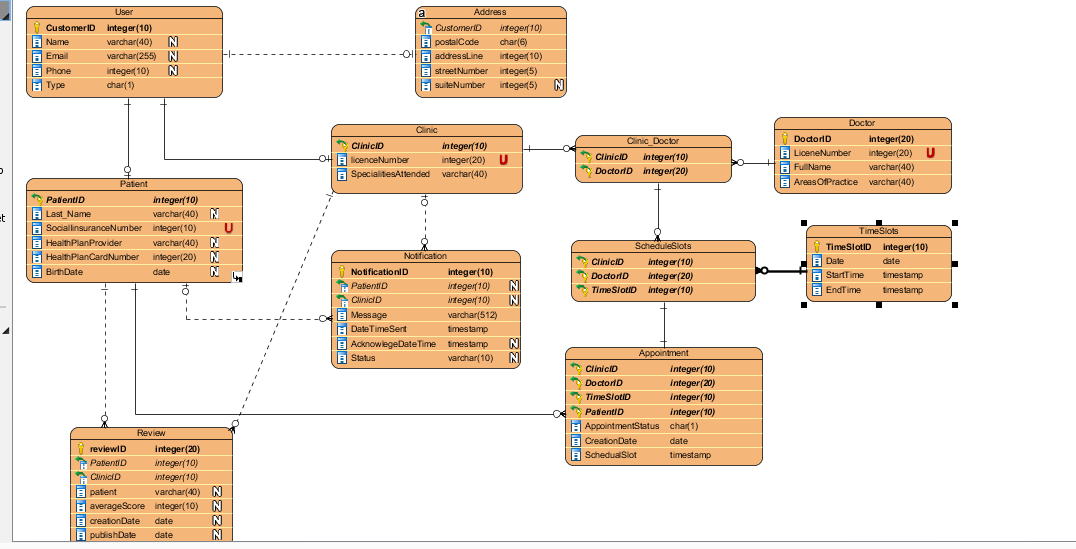 User
CustomerID integer(10)
Name varchar(40) N
Email varchar(255) N
Phone integer(10) N
Type char(1)
a
Address
CustomerID integer(10)
postalCode char(6)
addressLine integer(10)
streetNumber integer(5)
suiteNumber integer(5) N
Clinic
ClinicID integer(10)
licenceNumber integer(20) U
SpecialitiesAttended varchar(40)
Clinic_Doctor
ClinicID integer(10)
DoctorID integer(20)
Doctor
DoctorID integer(20)
LiceneNumber integer(20) U
FullName varchar(40)
AreasOfPractice varchar(40)
Patient
PatientID integer(10)
Last_Name varchar(40) N
SocialInsuranceNumber integer(10) U
HealthPlanProvider varchar(40) N
HealthPlanCardNumber integer(20) N
BirthDate date N
Notification
NotificationID integer(10)
PatientID integer(10) N
ClinicID integer(10) N
Message varchar(512)
DateTimeSent timestamp
AcknowlegeDateTime timestamp N
Status varchar(10) N
ScheduleSlots
ClinicID integer(10)
DoctorID integer(20)
TimeSlotID integer(10)
TimeSlots
TimeSlotID integer(10)
Date date
StartTime timestamp
EndTime timestamp
Appointment
ClinicID integer(10)
DoctorID integer(20)
TimeSlotID integer(10)
PatientID integer(10)
AppointmentStatus char(1)
CreationDate date
SchedualSlot timestamp
Review
reviewID integer(20)
PatientID integer(10)
ClinicID integer(10)
patient varchar(40) N
averageScore integer(10) N
creationDate date N
publishDate date N